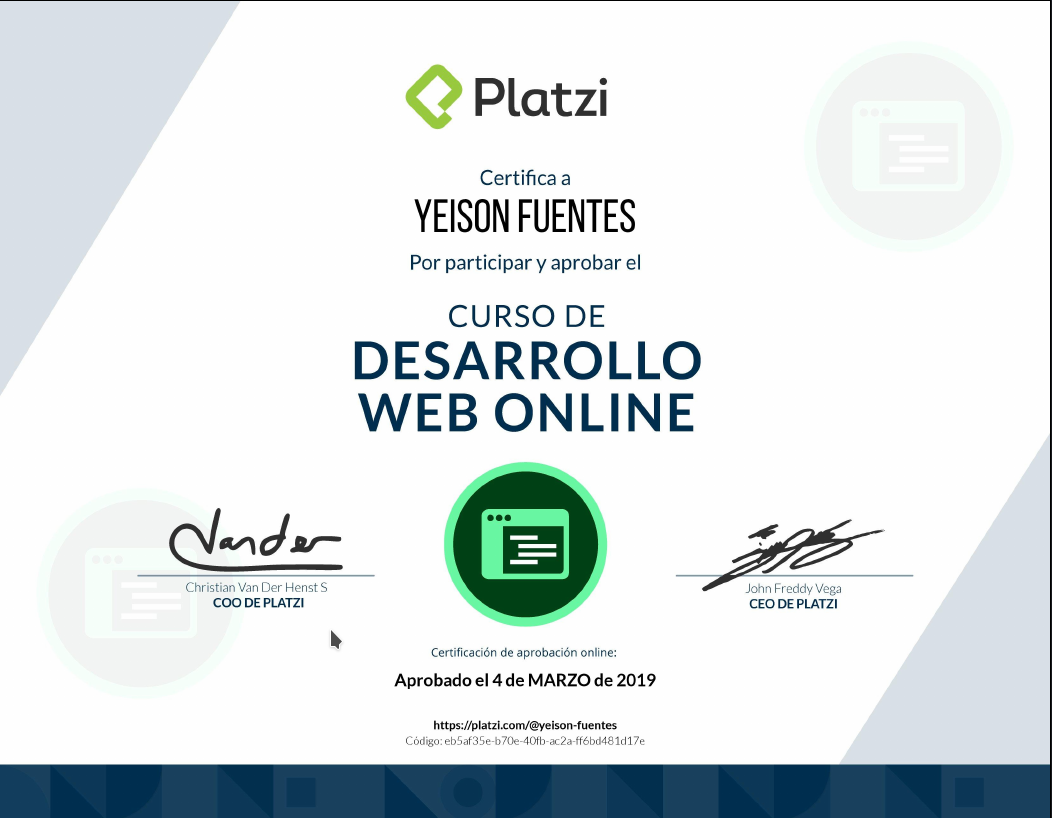 Platzi
Certifica a
YEISON FUENTES
Por participar y aprobar el
CURSO DE
DESARROLLO
WEB ONLINE
Vander
Christian Van Der Henst S
COO DE PLATZI
John Freddy Vega
CEO DE PLATZI
Certificación de aprobación online:
Aprobado el 4 de MARZO de 2019
https://platzi.com/@yeison-fuentes
Código: eb5af35e-b70e-40fb-ac2a-ff6bd481d17e